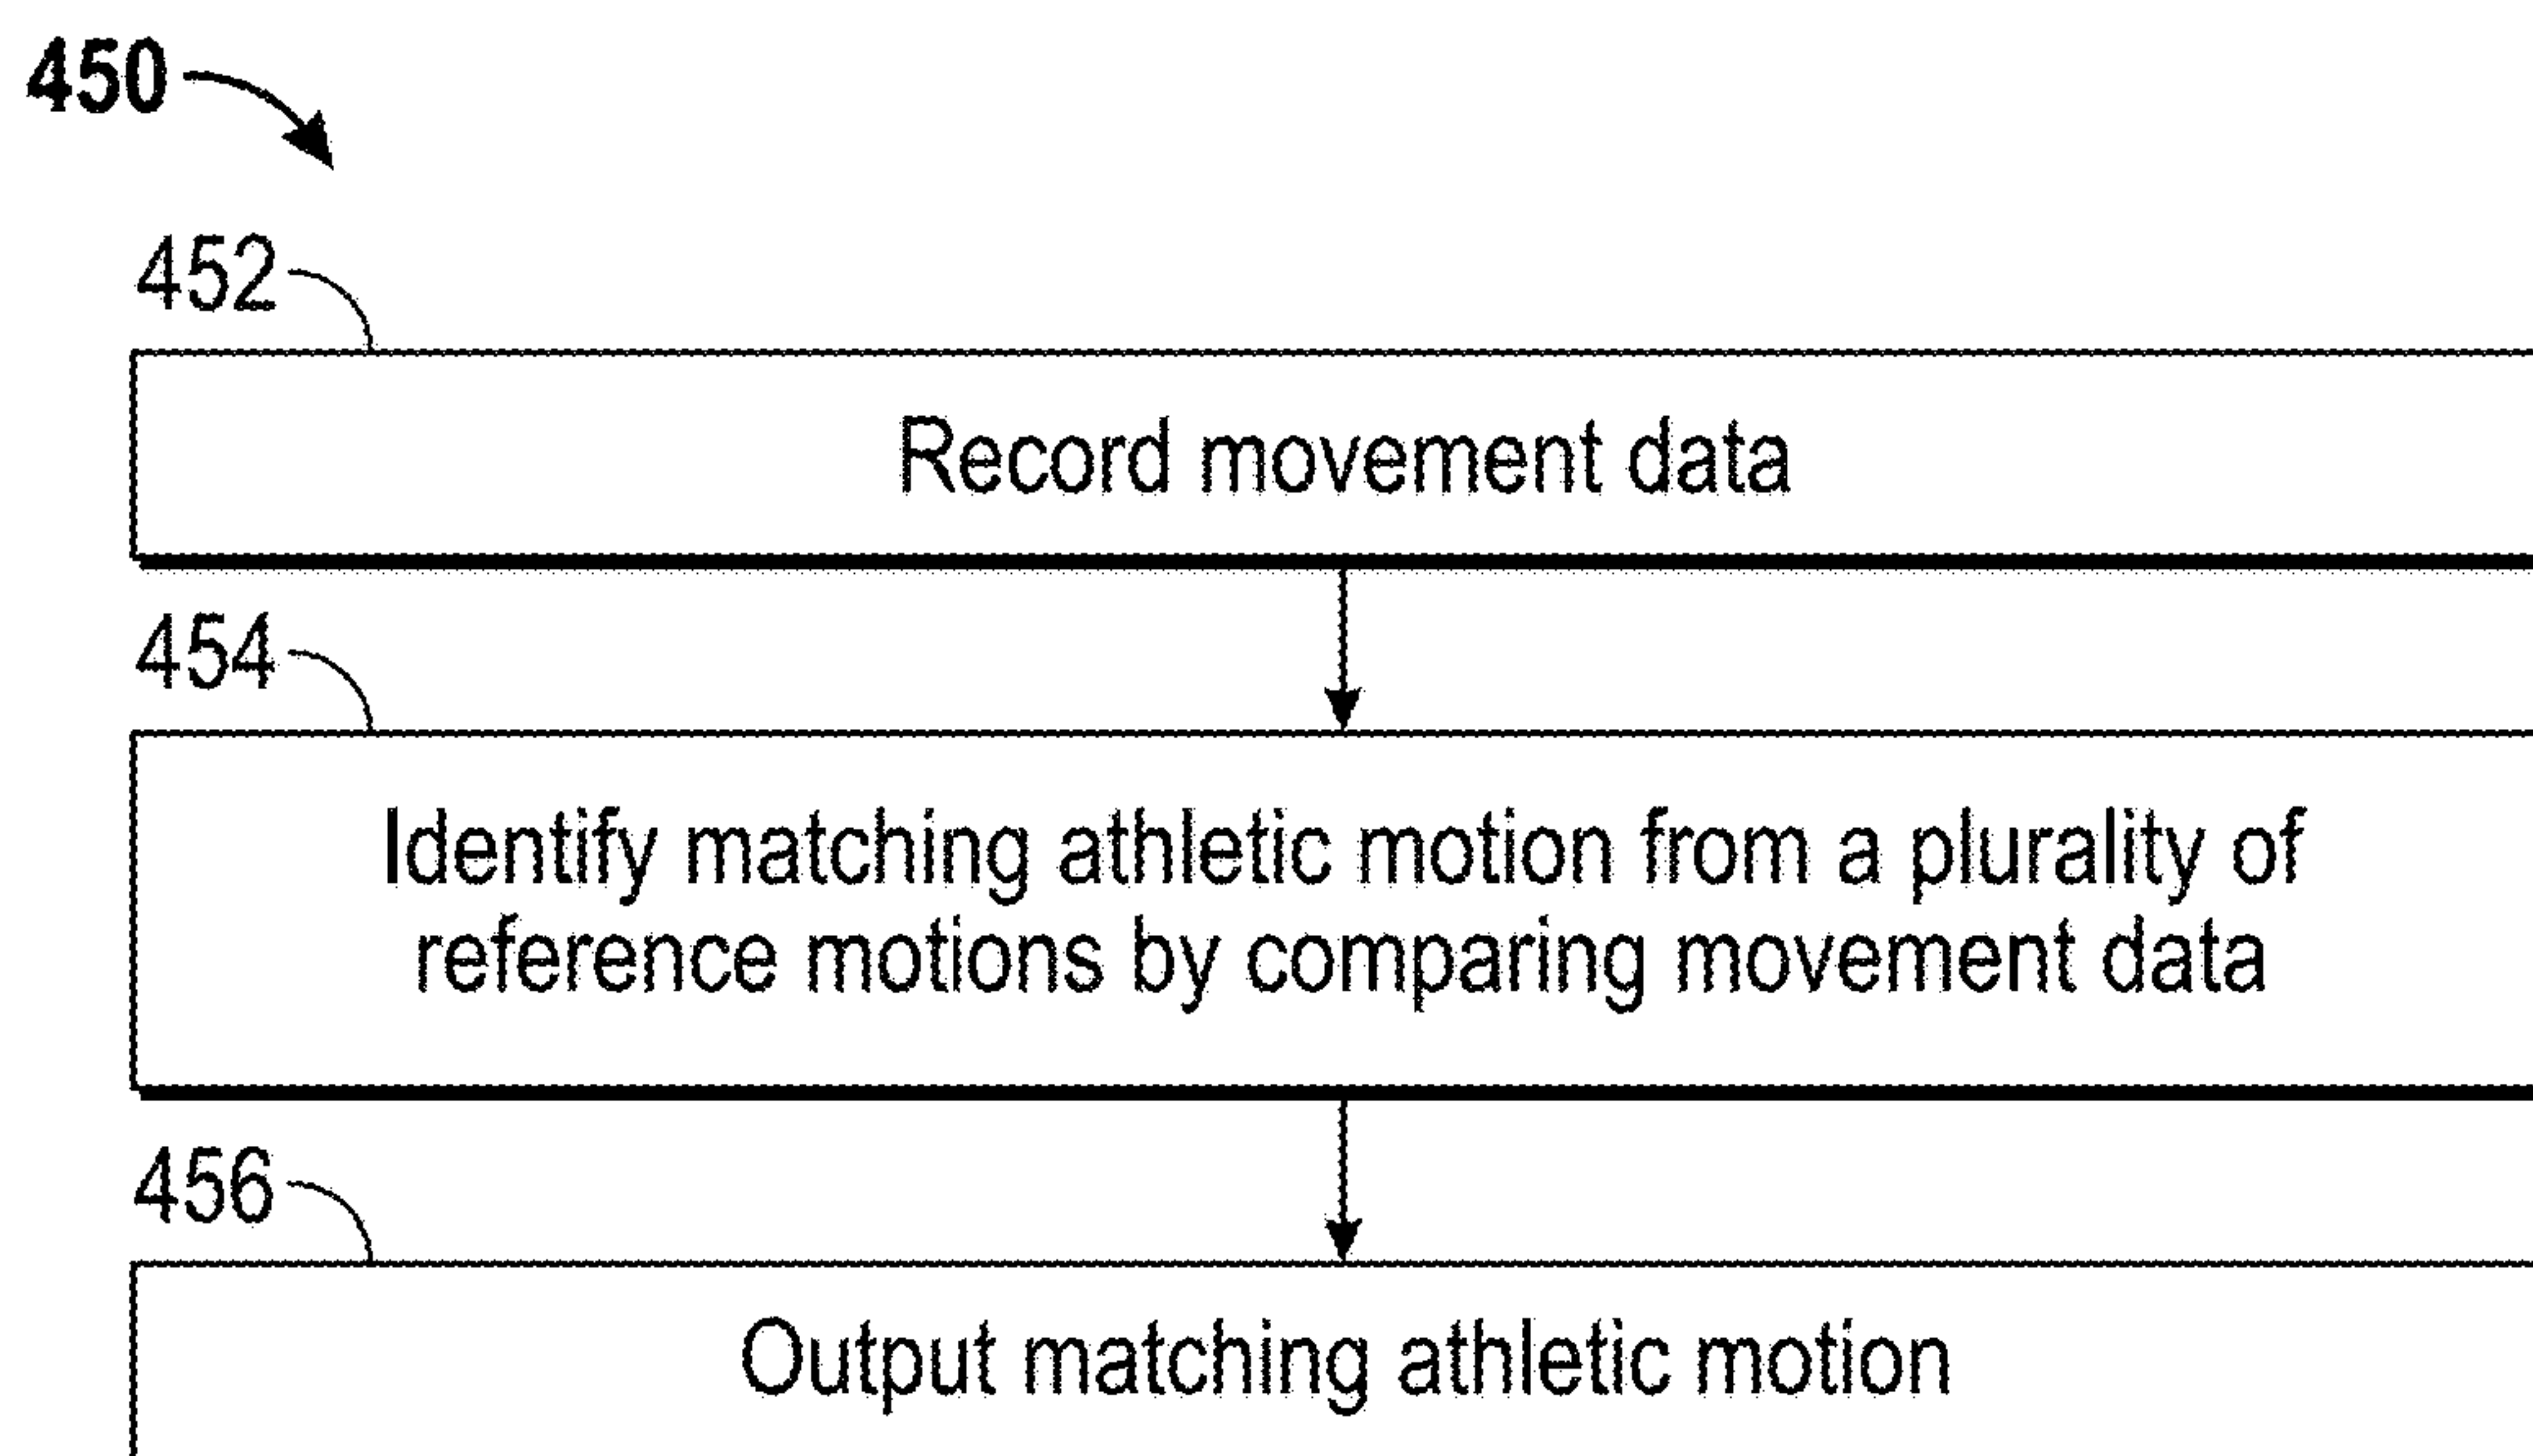 450
452
Record movement data
454
Identify matching athletic motion from a plurality of
reference motions by comparing movement data
456
Output matching athletic motion